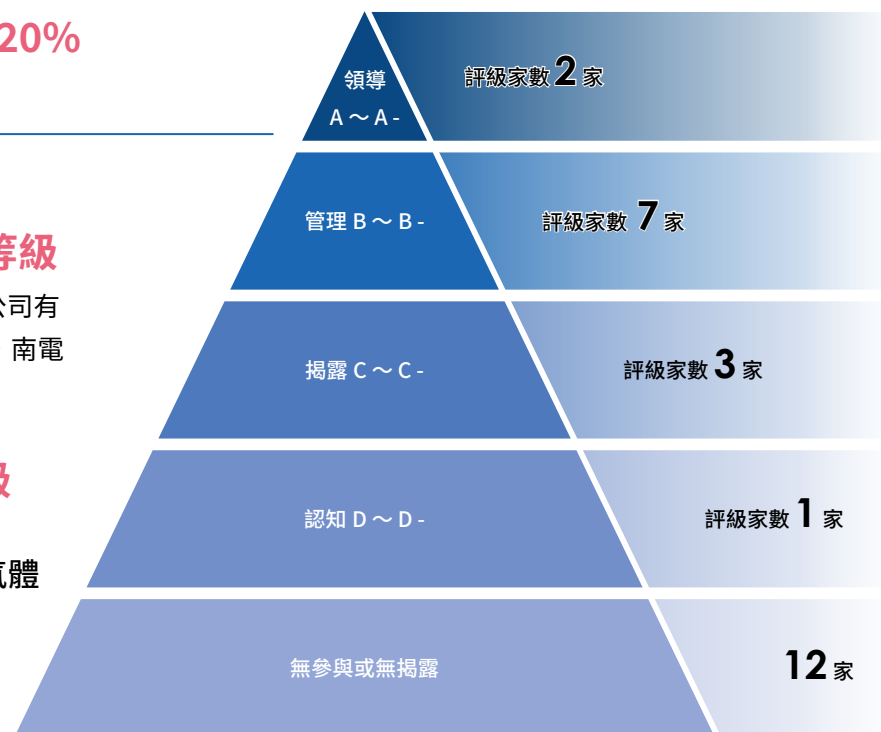 20%
等級
公司有
南電
級
氣體
領導
A～A-
評級家數 2 家
管理 B～B-
評級家數 7 家
揭露 C～C-
評級家數 3 家
認知 D～D-
評級家數 1 家
無參與或無揭露
12 家